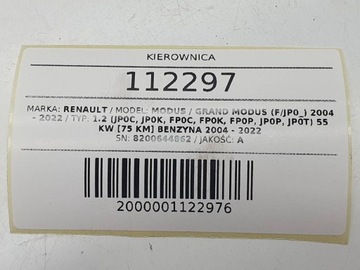 KIEROWNICA
112297
MARKA: RENAULT / MODEL: MODUS / GRAND MODUS (F/JP0_) 2004
- 2022 / TYP: 1.2 (JP0C, JP0K, FP0C, FP0K, FP0P, JP0P, JP0T) 55
KW [75 KM] BENZYNA 2004 - 2022
SN: 8200644862 / JAKOŚĆ: A
2000001122976